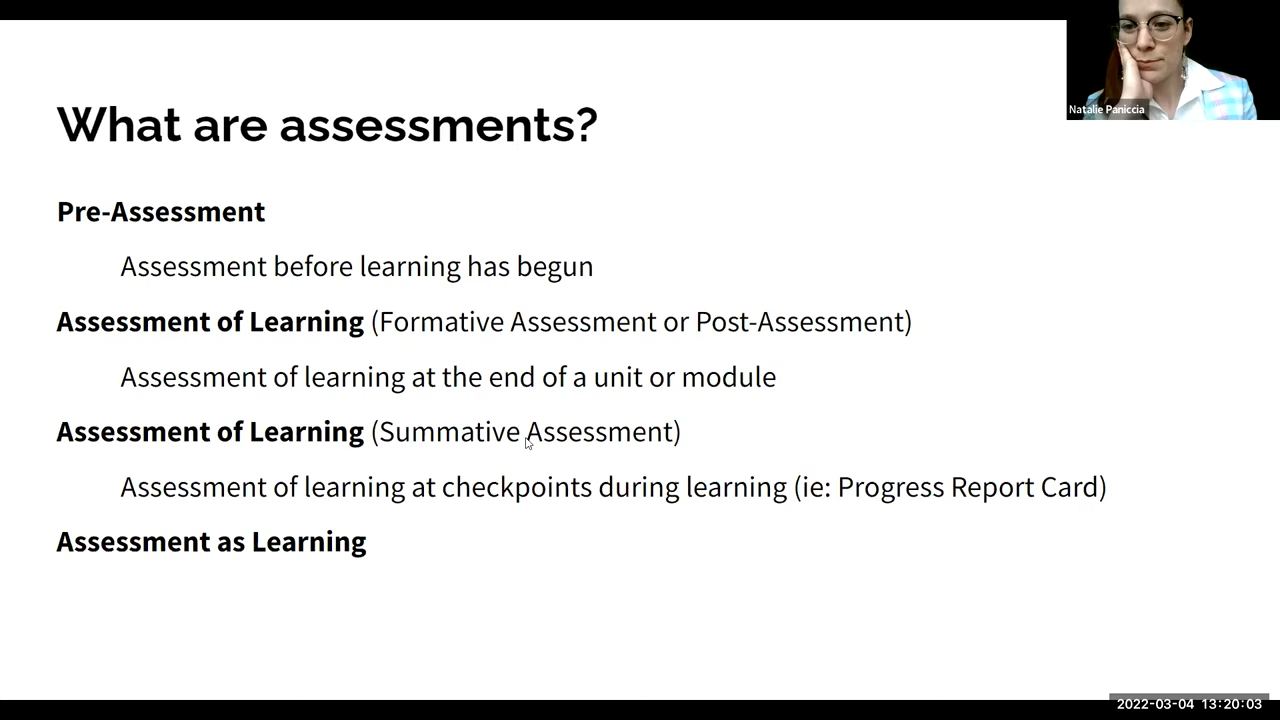 Natalie Paniccia
What are assessments?
Pre-Assessment
Assessment before learning has begun
Assessment of Learning (Formative Assessment or Post-Assessment)
Assessment of learning at the end of a unit or module
Assessment of Learning (Summative Assessment)
Assessment of learning at checkpoints during learning (ie: Progress Report Card)
Assessment as Learning
2022-03-04 13:20:03